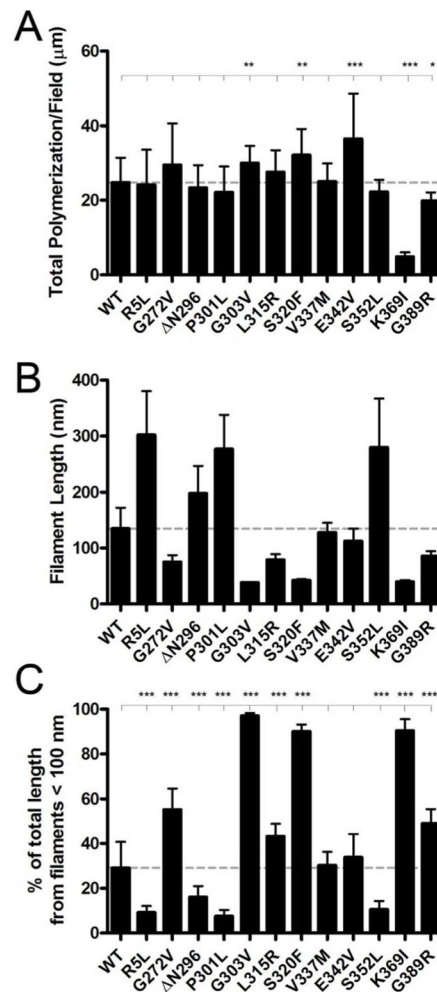 A
Total Polymerization/Field (μm)
60
40
20
0
** ** *** *** *
WT R5L G272V ΔN296 P301L G303V L315R S320F V337M E342V S352L K369I G389R
B
Filament Length (nm)
400
300
200
100
0
WT R5L G272V ΔN296 P301L G303V L315R S320F V337M E342V S352L K369I G389R
C
% of total length
from filaments < 100 nm
100
80
60
40
20
0
*** *** *** *** *** *** *** *** *** ***
WT R5L G272V ΔN296 P301L G303V L315R S320F V337M E342V S352L K369I G389R